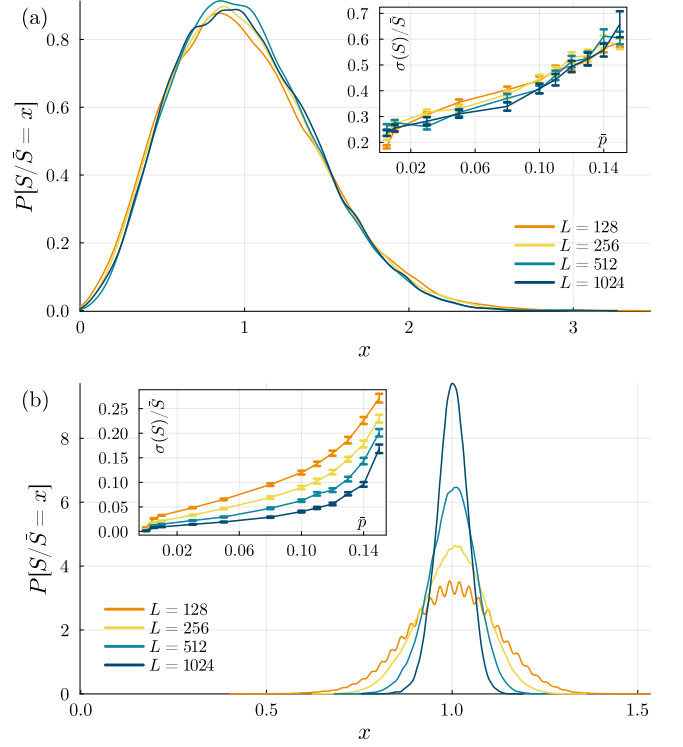 (a)
P[S/S̄ = x]
0.8
0.6
0.4
0.2
0.0
0
1
2
3
x
σ(S)/S̄
0.7
0.6
0.5
0.4
0.3
0.2
0.02
0.06
0.10
0.14
p̄
L = 128
L = 256
L = 512
L = 1024
(b)
P[S/S̄ = x]
8
6
4
2
0
0.0
0.5
1.0
1.5
x
σ(S)/S̄
0.25
0.20
0.15
0.10
0.05
0.00
0.02
0.06
0.10
0.14
p̄
L = 128
L = 256
L = 512
L = 1024